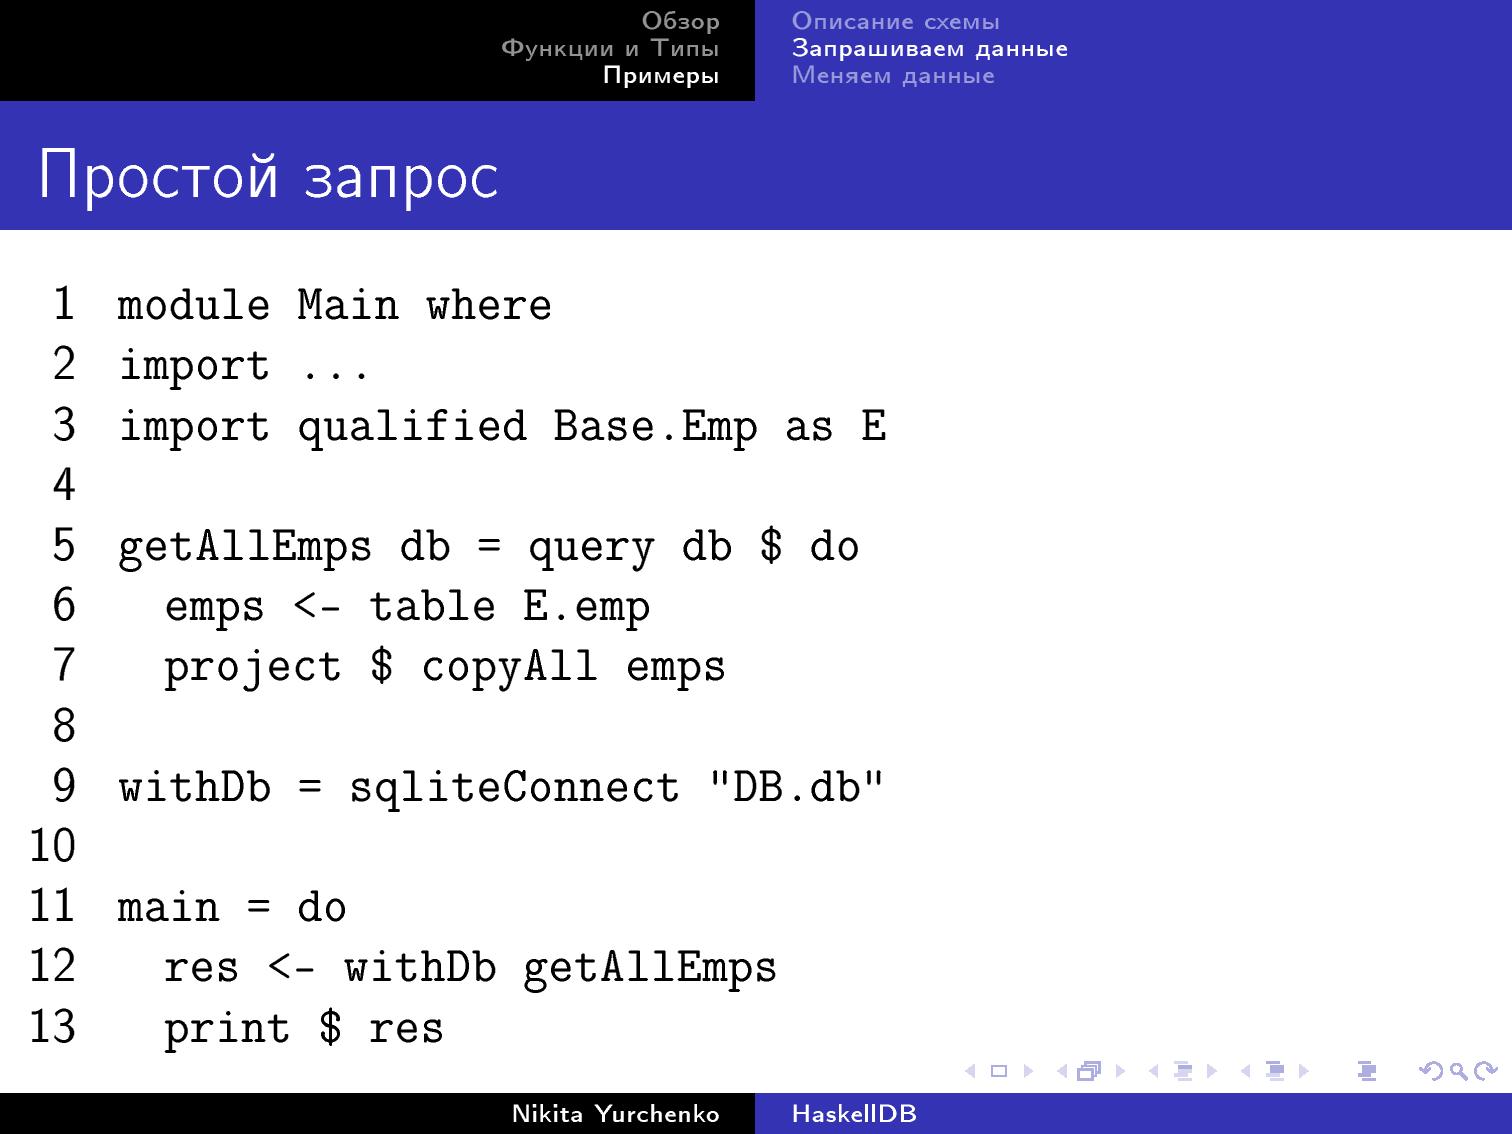 Обзор
Функции и Типы
Примеры
Описание схемы
Запрашиваем данные
Меняем данные
Простой запрос
1 module Main where
2 import ...
3 import qualified Base.Emp as E
4
5 getAllEmps db = query db $ do
6   emps <- table E.emp
7   project $ copyAll emps
8
9 withDb = sqliteConnect "DB.db"
10
11 main = do
12   res <- withDb getAllEmps
13   print $ res
Nikita Yurchenko
HaskellDB